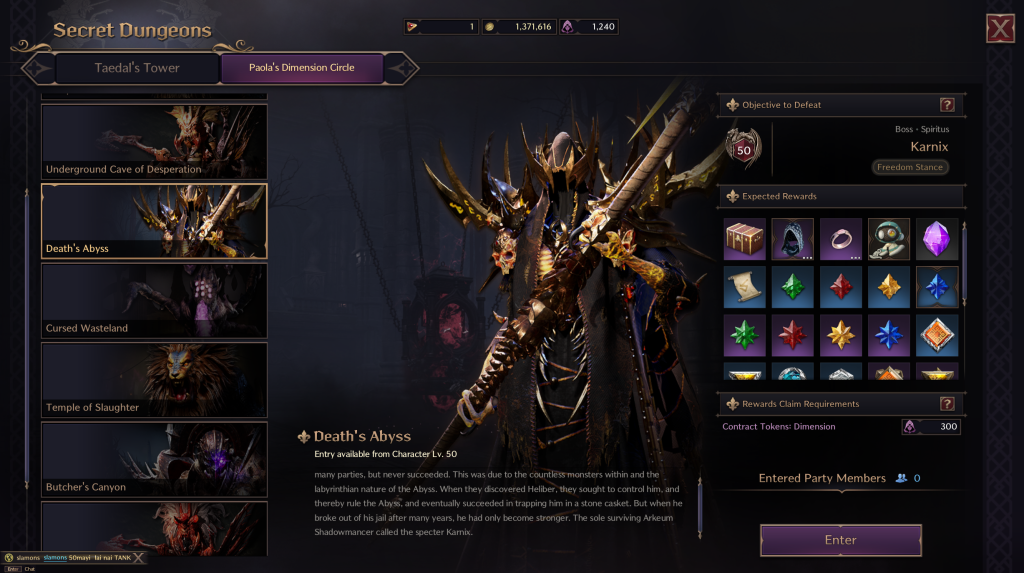 Secret Dungeons
1
1,371,616
1,240
X
Taedal's Tower
Paola's Dimension Circle
Underground Cave of Desperation
Death's Abyss
Cursed Wasteland
Temple of Slaughter
Butcher's Canyon
Death's Abyss
Entry available from Character Lv. 50
many parties, but never succeeded. This was due to the countless monsters within and the
labyrinthian nature of the Abyss. When they discovered Heliber, they sought to control him, and
thereby rule the Abyss, and eventually succeeded in trapping him in a stone casket. But when he
broke out of his jail after many years, he had only become stronger. The sole surviving Arkeum
Shadowmancer called the specter Karnix.
Objective to Defeat
?
50
Boss • Spiritus
Karnix
Freedom Stance
Expected Rewards
Rewards Claim Requirements
?
Contract Tokens: Dimension
300
Entered Party Members
0
Enter
slamons slamons 50mayi fai nai TANK
Enter Chat